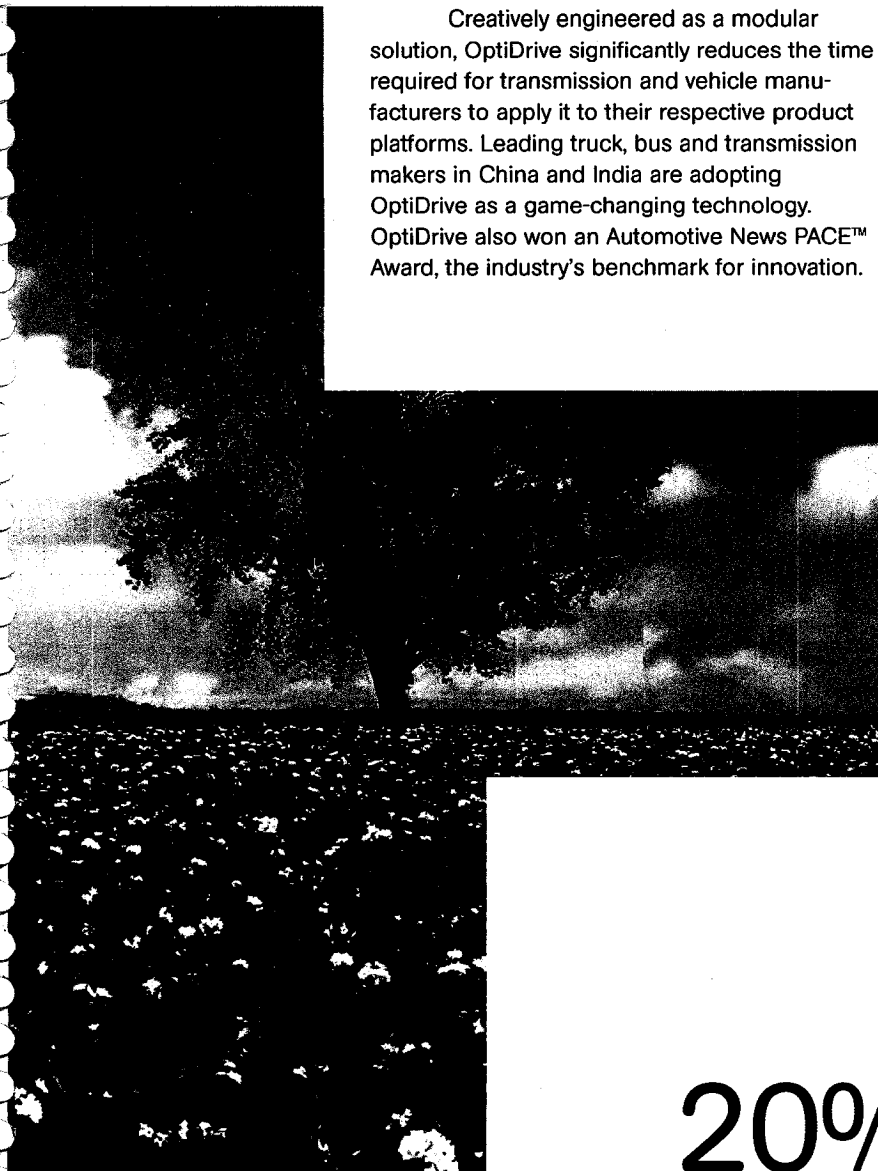 Creatively engineered as a modular
solution, OptiDrive significantly reduces the time
required for transmission and vehicle manu-
facturers to apply it to their respective product
platforms. Leading truck, bus and transmission
makers in China and India are adopting
OptiDrive as a game-changing technology.
OptiDrive also won an Automotive News PACE™
Award, the industry's benchmark for innovation.
20%